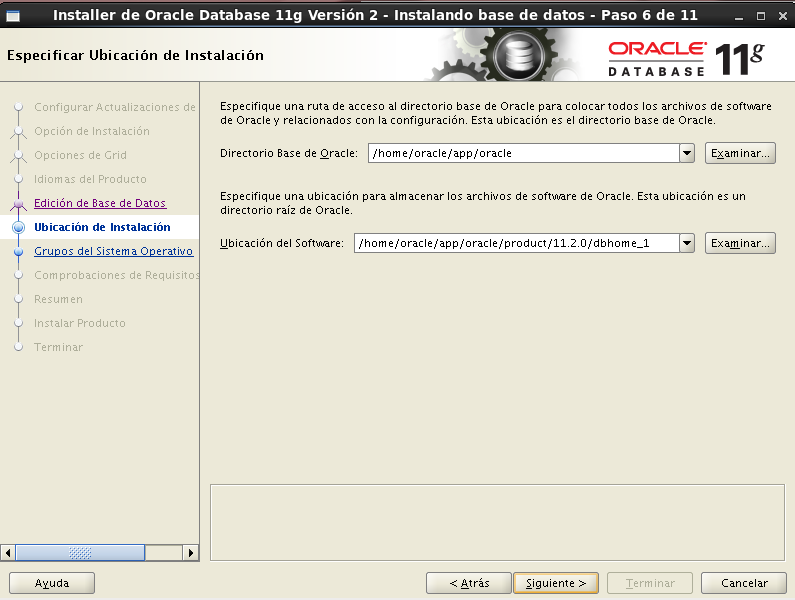 Installer de Oracle Database 11g Versión 2 - Instalando base de datos - Paso 6 de 11
Especificar Ubicación de Instalación
ORACLE
DATABASE
11g
Configurar Actualizaciones de
Opción de Instalación
Opciones de Grid
Idiomas del Producto
Edición de Base de Datos
Ubicación de Instalación
Grupos del Sistema Operativo
Comprobaciones de Requisitos
Resumen
Instalar Producto
Terminar
Especifique una ruta de acceso al directorio base de Oracle para colocar todos los archivos de software
de Oracle y relacionados con la configuración. Esta ubicación es el directorio base de Oracle.
Directorio Base de Oracle: /home/oracle/app/oracle Examinar...
Especifique una ubicación para almacenar los archivos de software de Oracle. Esta ubicación es un
directorio raíz de Oracle.
Ubicación del Software: /home/oracle/app/oracle/product/11.2.0/dbhome_1 Examinar...
Ayuda < Atrás Siguiente > Terminar Cancelar